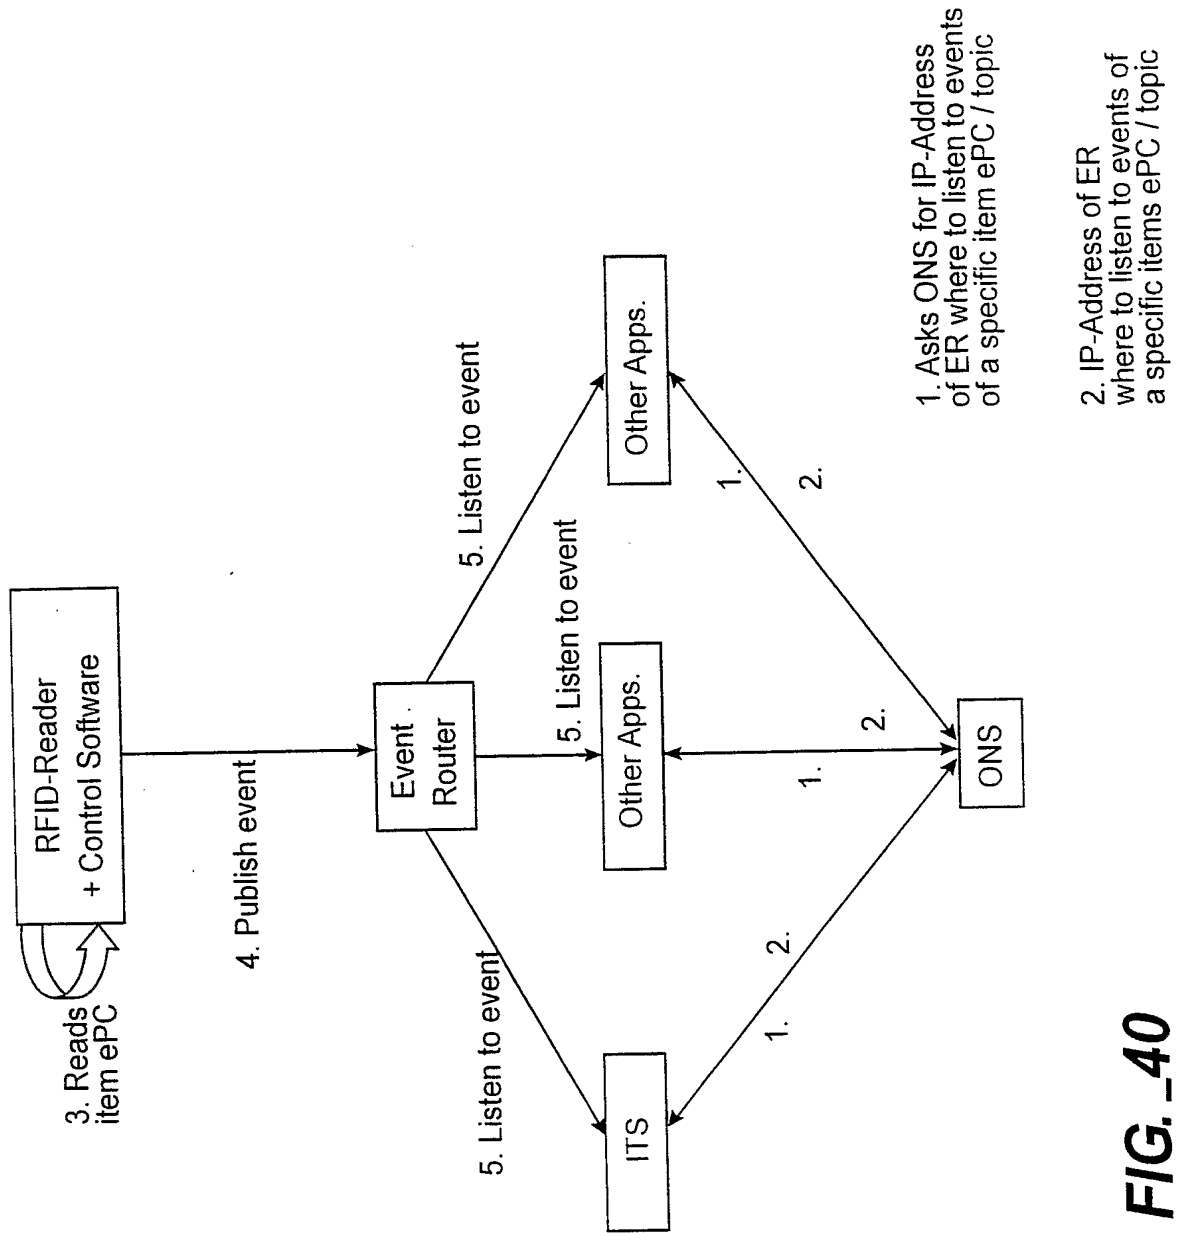 RFID-Reader
+ Control Software
3. Reads
item ePC
4. Publish event
Event
Router
5. Listen to event
5. Listen to event
5. Listen to event
ITS
Other Apps.
Other Apps.
1.
2.
1.
2.
1.
2.
ONS
1. Asks ONS for IP-Address
of ER where to listen to events
of a specific item ePC / topic
2. IP-Address of ER
where to listen to events of
a specific items ePC / topic
FIG._40